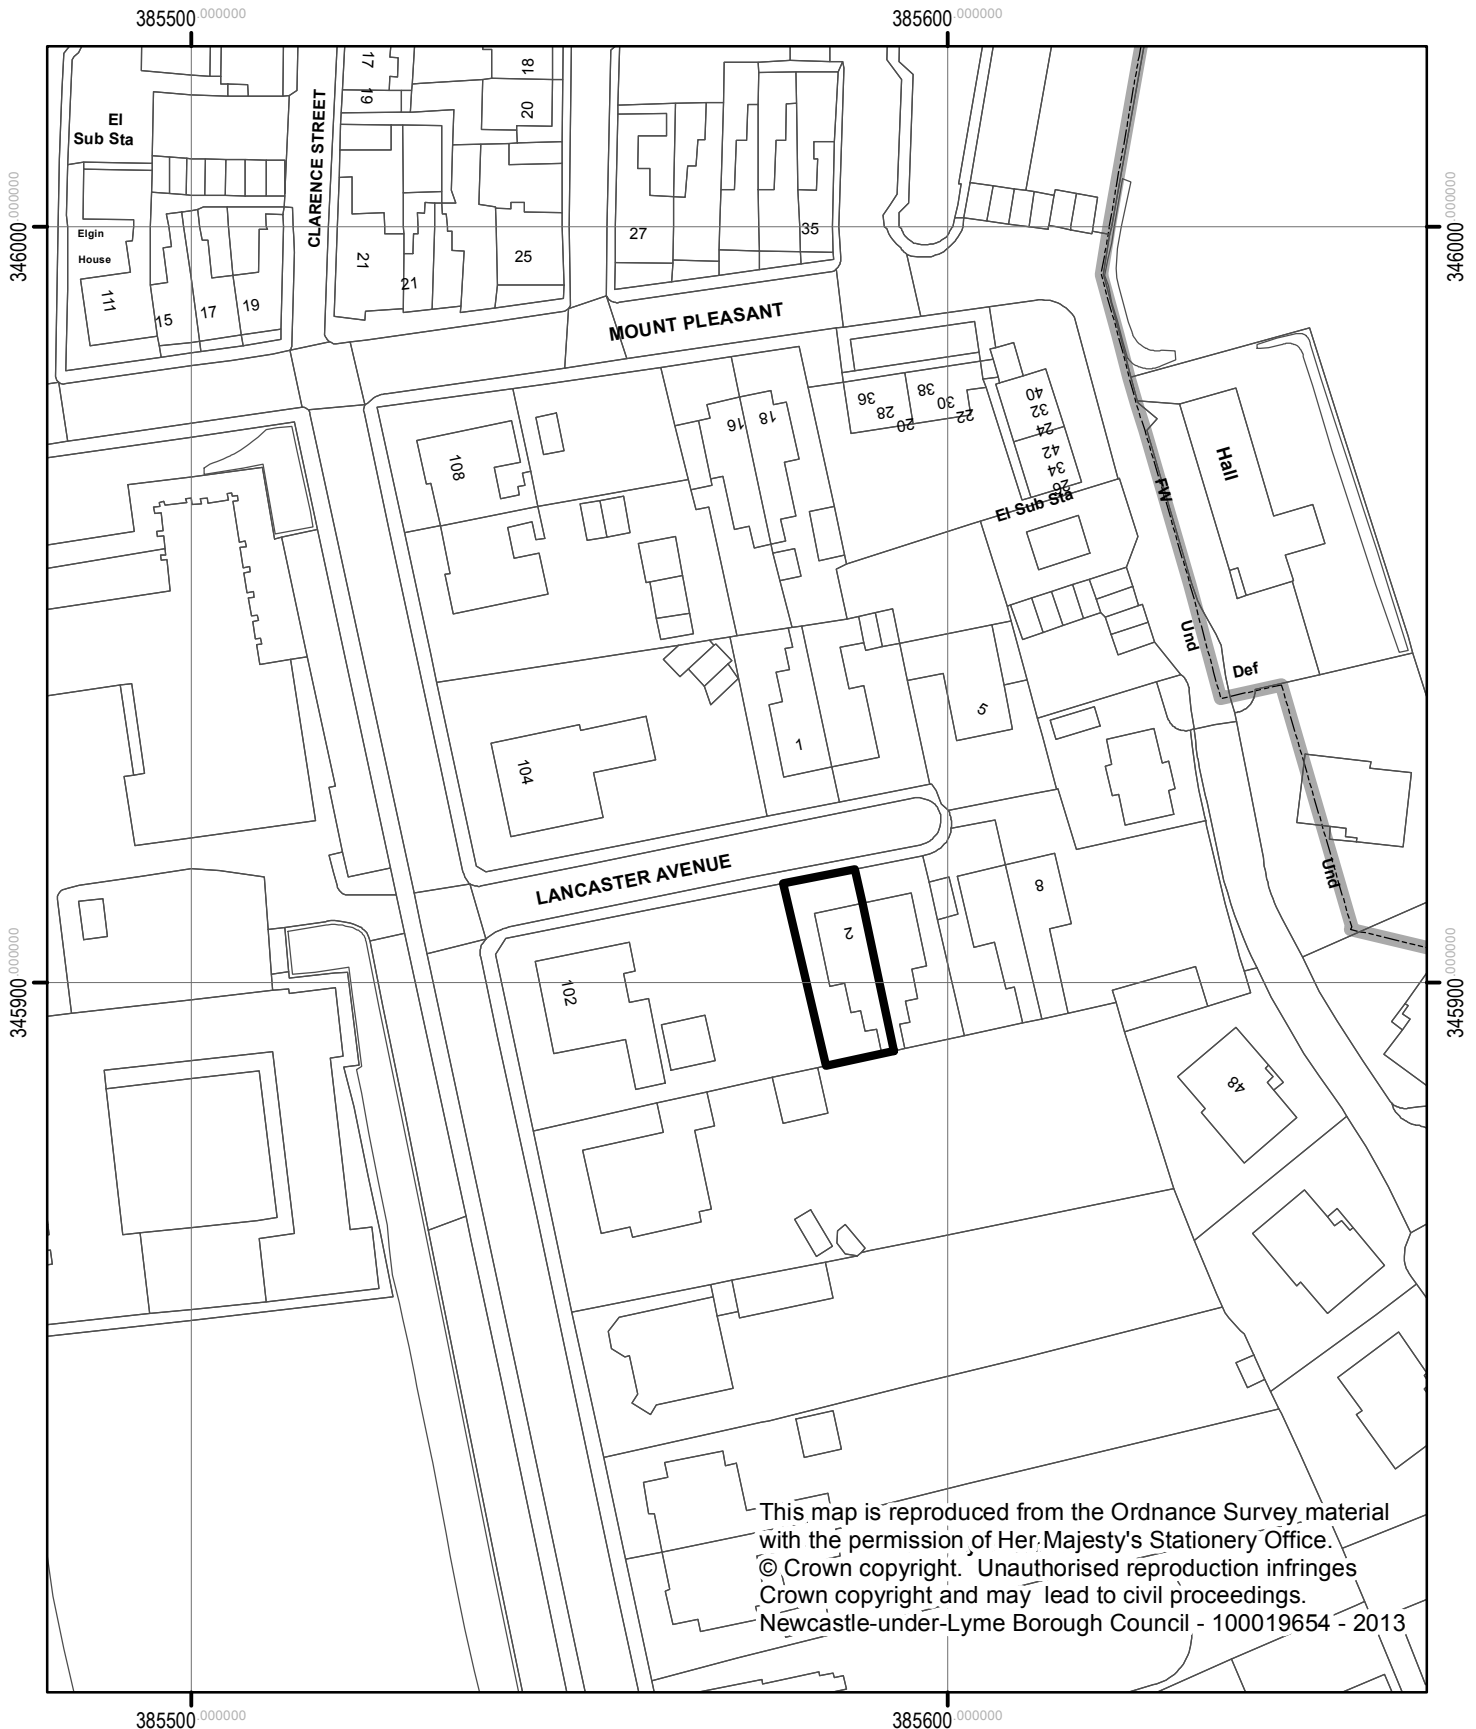 385500.000000
385600.000000
17
19
18
20
El
Sub Sta
CLARENCE STREET
346000.000000
346000.000000
Elgin
House
111
15
17
19
21
21
25
27
35
MOUNT PLEASANT
108
16
18
36
28
20
38
30
22
40
32
24
42
34
26
El Sub Sta
FW
Hall
Und
Def
104
1
5
LANCASTER AVENUE
2
8
Und
102
345900.000000
345900.000000
48
This map is reproduced from the Ordnance Survey material
with the permission of Her Majesty's Stationery Office.
© Crown copyright. Unauthorised reproduction infringes
Crown copyright and may lead to civil proceedings.
Newcastle-under-Lyme Borough Council - 100019654 - 2013
385500.000000
385600.000000